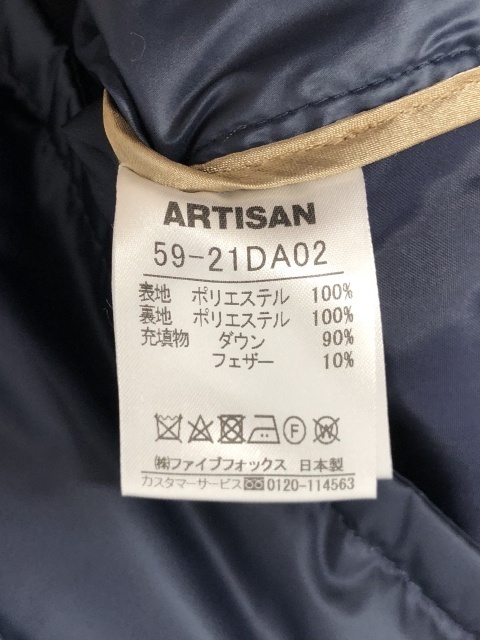 ARTISAN
59-21DA02
表地 ポリエステル 100%
裏地 ポリエステル 100%
充填物 ダウン 90%
フェザー 10%
F W
㈱ファイブフォックス 日本製
カスタマーサービス 0120-114563